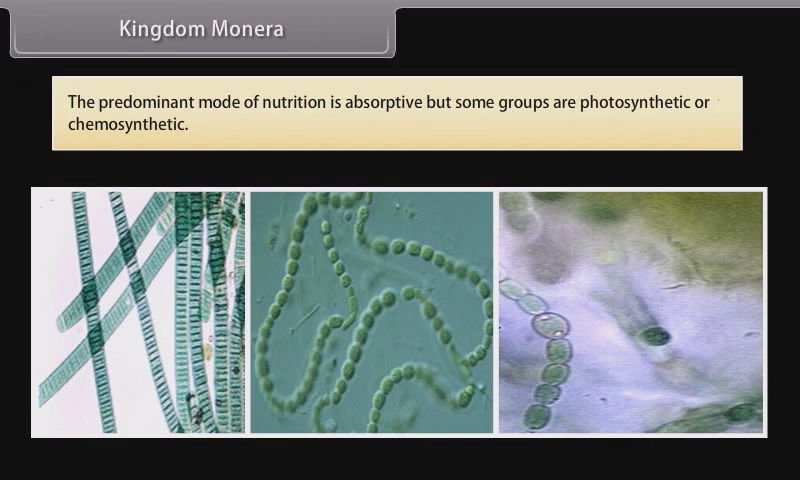 Kingdom Monera
The predominant mode of nutrition is absorptive but some groups are photosynthetic or
chemosynthetic.